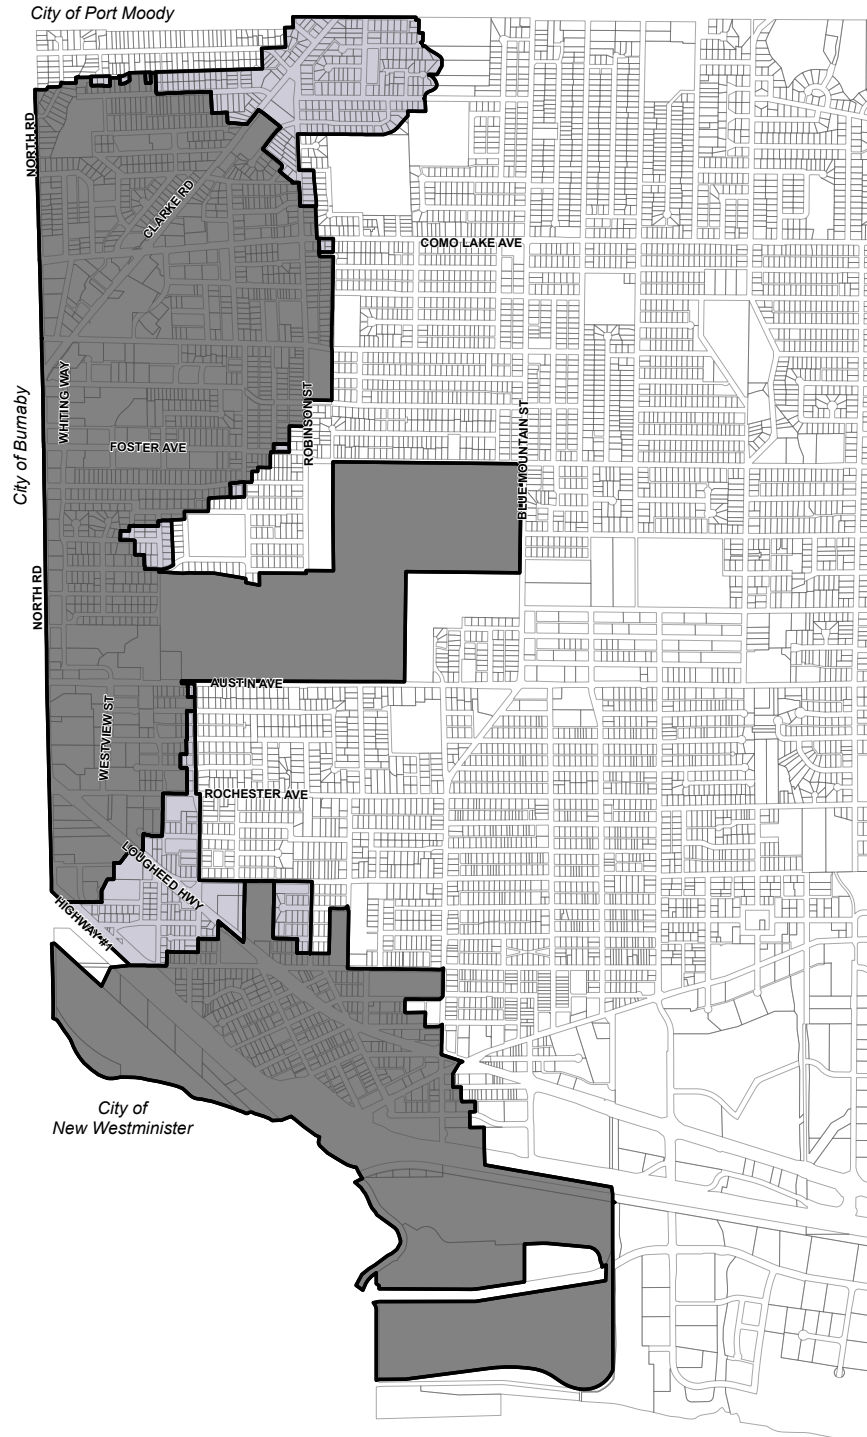 City of Port Moody
NORTH RD
CLARKE RD
COMO LAKE AVE
WHITING WAY
ROBINSON ST
BLUE MOUNTAIN ST
City of Burnaby
FOSTER AVE
NORTH RD
AUSTIN AVE
WESTVIEW ST
ROCHESTER AVE
LOUGHEED HWY
HIGHWAY #1
City of
New Westminister